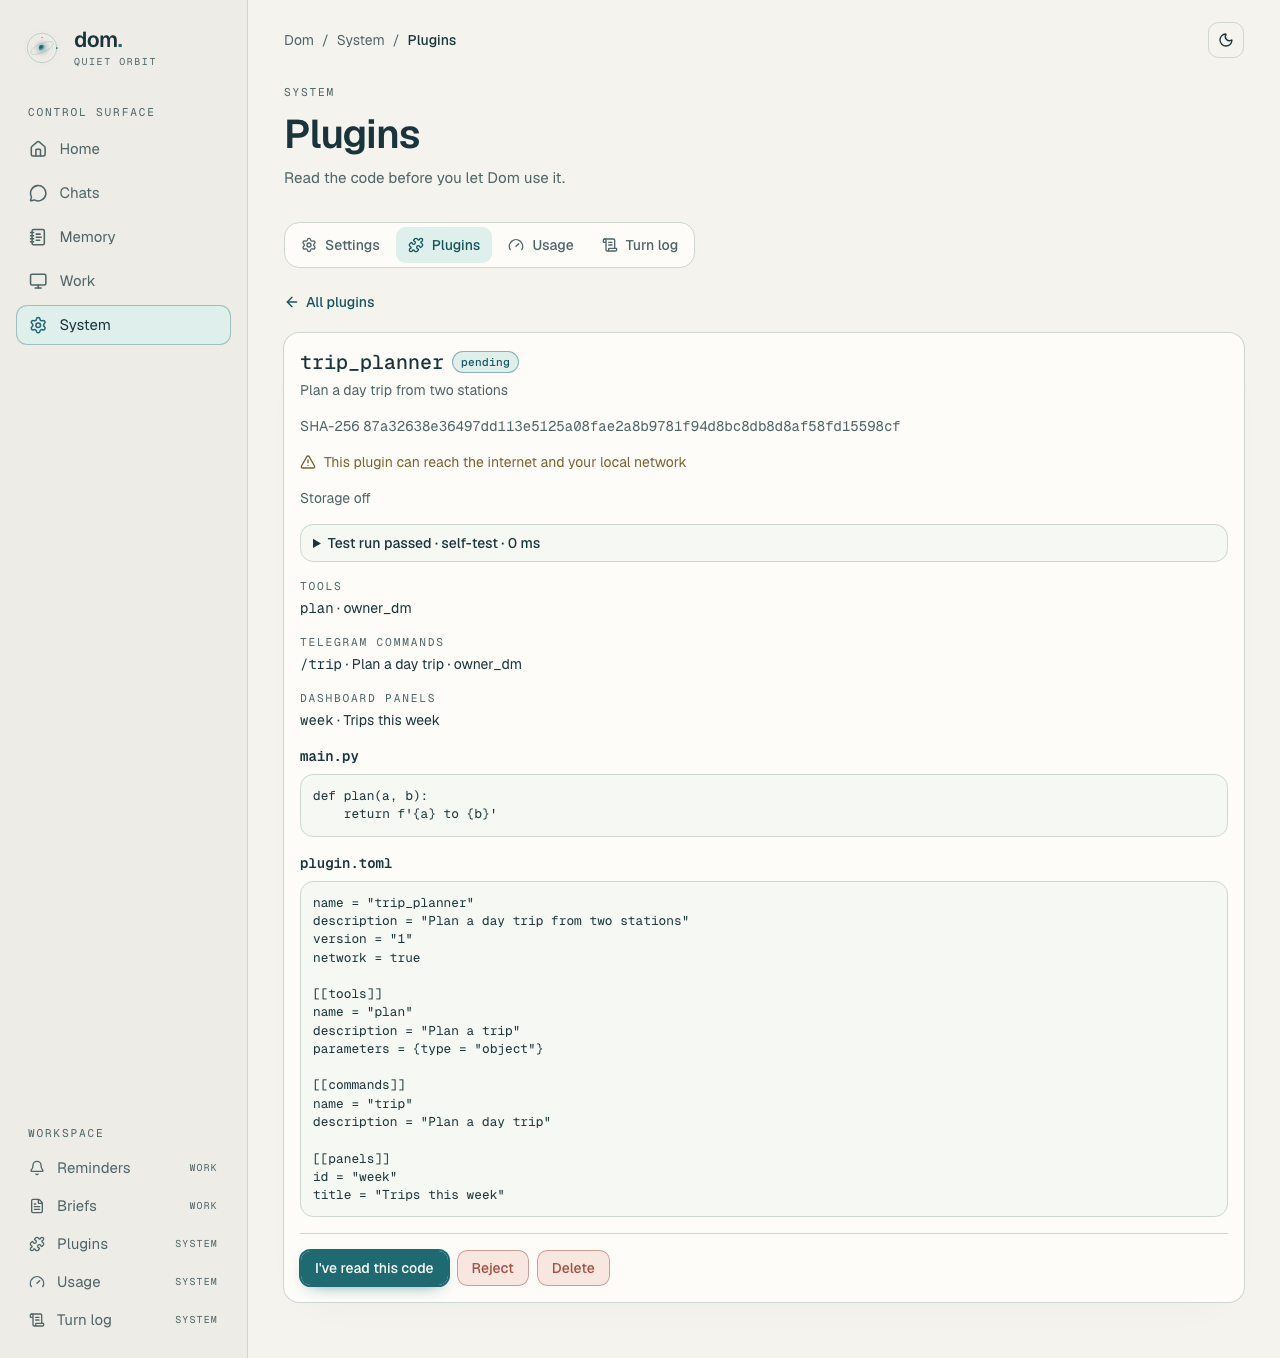 dom.
QUIET ORBIT
CONTROL SURFACE
Home
Chats
Memory
Work
System
WORKSPACE
Reminders WORK
Briefs WORK
Plugins SYSTEM
Usage SYSTEM
Turn log SYSTEM
Dom / System / Plugins
SYSTEM
Plugins
Read the code before you let Dom use it.
Settings Plugins Usage Turn log
All plugins
trip_planner pending
Plan a day trip from two stations
SHA-256 87a32638e36497dd113e5125a08fae2a8b9781f94d8bc8db8d8af58fd15598cf
This plugin can reach the internet and your local network
Storage off
Test run passed · self-test · 0 ms
TOOLS
plan · owner_dm
TELEGRAM COMMANDS
/trip · Plan a day trip · owner_dm
DASHBOARD PANELS
week · Trips this week
main.py
def plan(a, b):
    return f'{a} to {b}'
plugin.toml
name = "trip_planner"
description = "Plan a day trip from two stations"
version = "1"
network = true
[[tools]]
name = "plan"
description = "Plan a trip"
parameters = {type = "object"}
[[commands]]
name = "trip"
description = "Plan a day trip"
[[panels]]
id = "week"
title = "Trips this week"
I've read this code Reject Delete